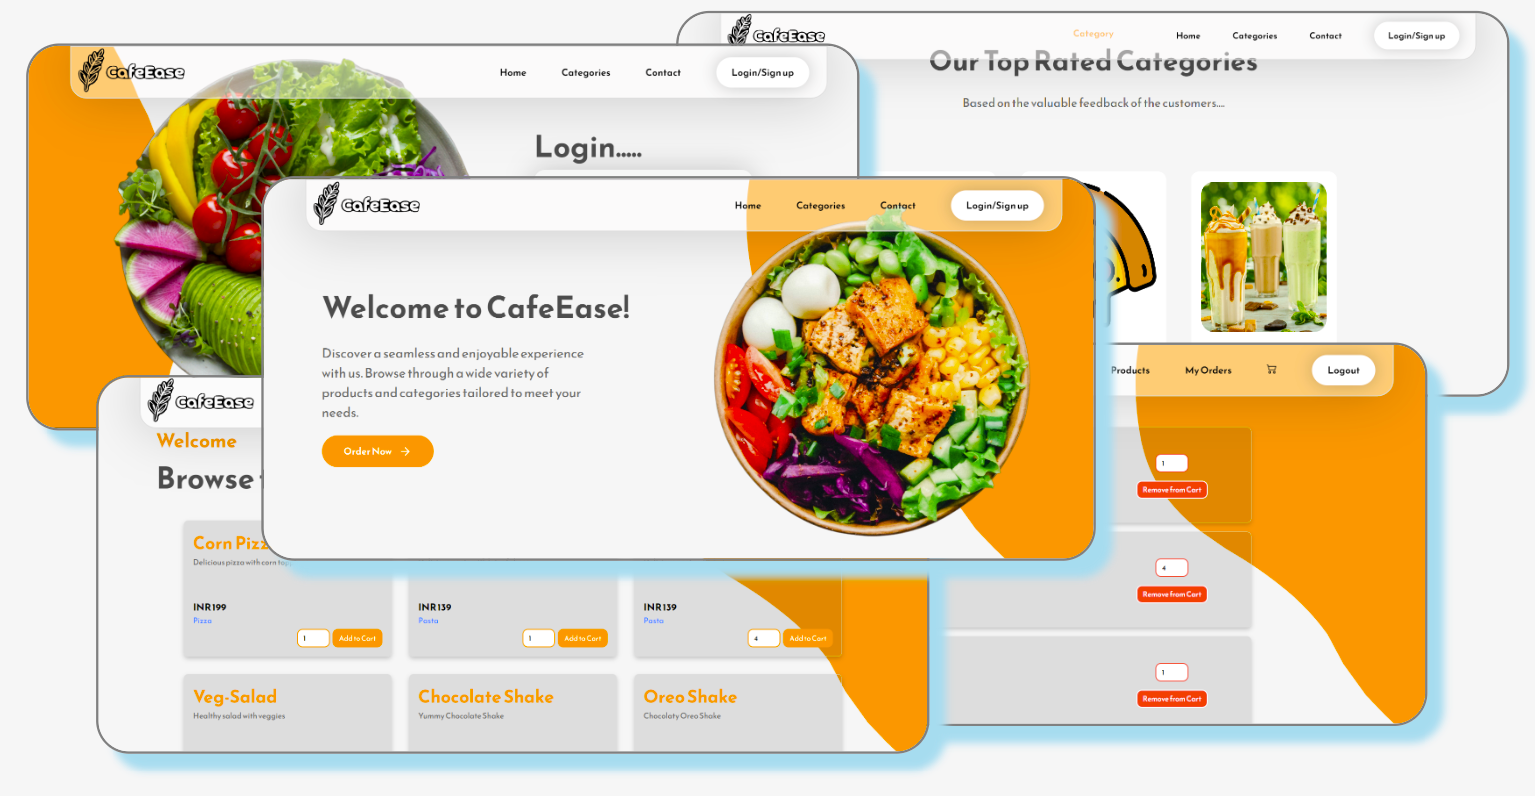 CafeEase
Category
Home
Categories
Contact
Login/Sign up
Our Top Rated Categories
Based on the valuable feedback of the customers....
CafeEase
Home
Categories
Contact
Login/Sign up
Login.....
CafeEase
Home
Categories
Contact
Login/Sign up
Welcome to CafeEase!
Discover a seamless and enjoyable experience
with us. Browse through a wide variety of
products and categories tailored to meet your
needs.
Order Now
Products
My Orders
Logout
1
Remove from Cart
4
Remove from Cart
1
Remove from Cart
CafeEase
Welcome
Browse
Corn Pizz
Delicious pizza with corn
INR 199
Pizza
1
Add to Cart
INR 139
Pasta
1
Add to Cart
INR 139
Pasta
4
Add to Cart
Veg-Salad
Healthy salad with veggies
Chocolate Shake
Yummy Chocolate Shake
Oreo Shake
Chocolaty Oreo Shake